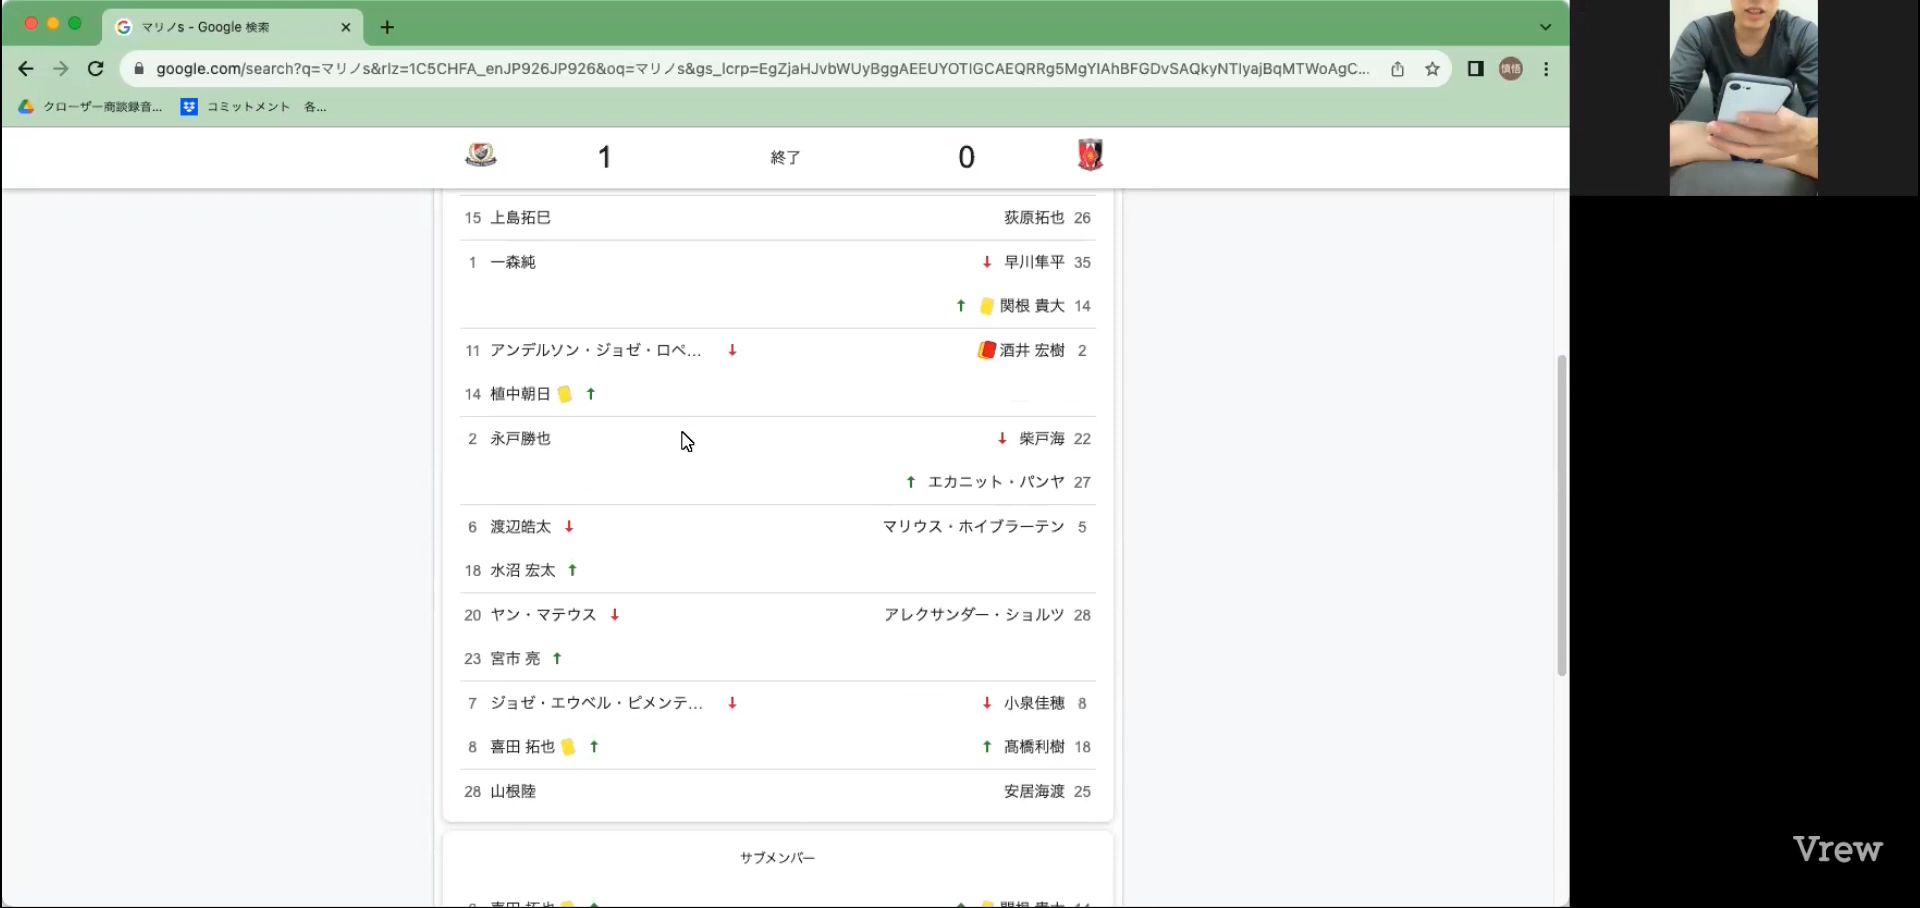 マリノs - Google 検索
google.com/search?q=マリノs&rlz=1C5CHFA_enJP926JP926&oq=マリノs&gs_lcrp=EgZjaHJvbWUyBggAEEUYOTIGCAEQRRg5MgYIAhBFGDvSAQkyNTIyajBqMTWoAgC...
慎悟
クローザー商談録音... コミットメント 各...
1 終了 0
15 上島拓巳 荻原拓也 26
1 一森純 ↓ 早川隼平 35
↑ 関根 貴大 14
11 アンデルソン・ジョゼ・ロペ... ↓ 酒井 宏樹 2
14 植中朝日 ↑
2 永戸勝也 ↓ 柴戸海 22
↑ エカニット・パンヤ 27
6 渡辺皓太 ↓ マリウス・ホイブラーテン 5
18 水沼 宏太 ↑
20 ヤン・マテウス ↓ アレクサンダー・ショルツ 28
23 宮市 亮 ↑
7 ジョゼ・エウベル・ピメンテ... ↓ ↓ 小泉佳穂 8
8 喜田 拓也 ↑ ↑ 髙橋利樹 18
28 山根陸 安居海渡 25
サブメンバー
Vrew